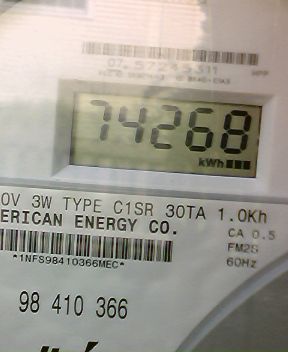 74268
kWh
0V 3W TYPE C1SR 30TA 1.0Kh
ERICAN ENERGY CO.
CA 0.5
FM2S
60Hz
*1NFS98410366MEC*
98 410 366